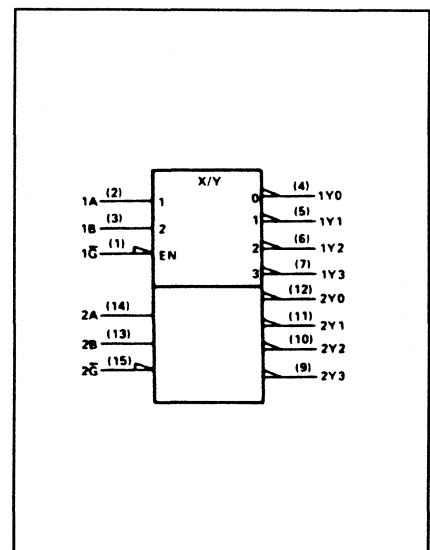 X/Y
1A (2) 1 0 (4) 1Y0
1B (3) 2 1 (5) 1Y1
1G̅ (1) EN 2 (6) 1Y2
3 (7) 1Y3
(12) 2Y0
2A (14) (11) 2Y1
2B (13) (10) 2Y2
2G̅ (15) (9) 2Y3